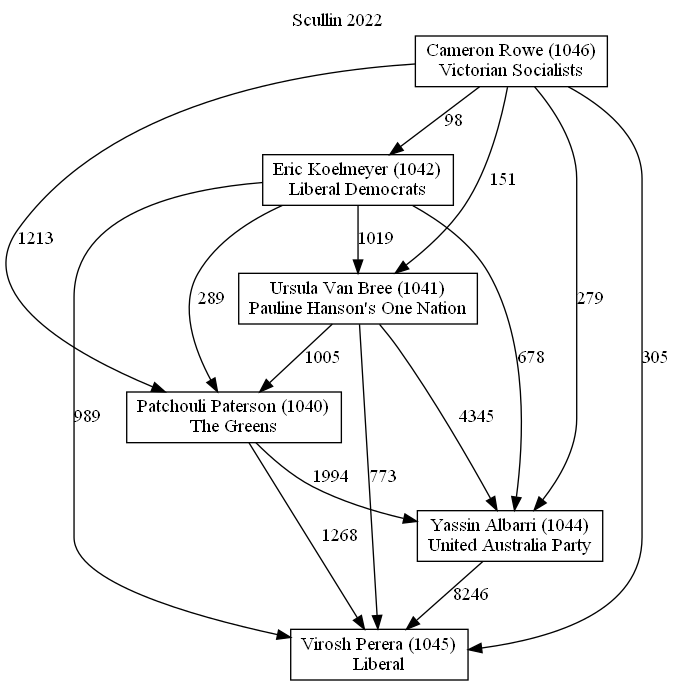 Scullin 2022
Cameron Rowe (1046)
Victorian Socialists
98
Eric Koelmeyer (1042)
Liberal Democrats
151
1213
1019
279
Ursula Van Bree (1041)
Pauline Hanson's One Nation
289
678
305
1005
Patchouli Paterson (1040)
The Greens
989
4345
1994
773
Yassin Albarri (1044)
United Australia Party
1268
8246
Virosh Perera (1045)
Liberal